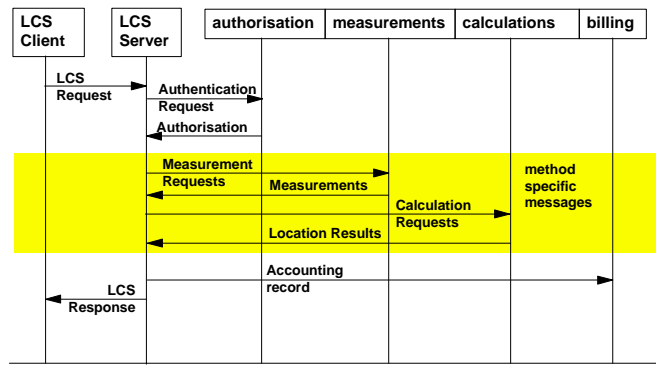 LCS
Client
LCS
Server
authorisation
measurements
calculations
billing
LCS
Request
Authentication
Request
Authorisation
Measurement
Requests
Measurements
method
specific
messages
Calculation
Requests
Location Results
Accounting
record
LCS
Response